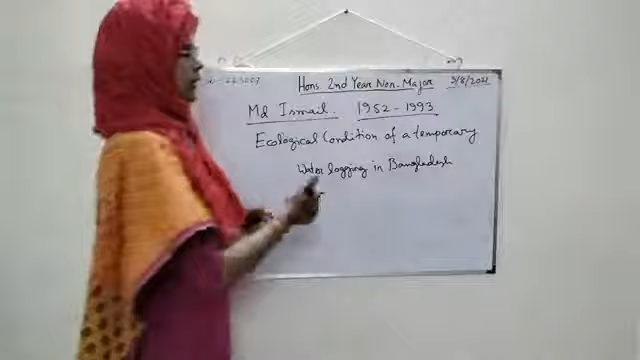 Hons. 2nd Year Non. Major 9/8/2021
Md Ismail. 1952-1993
Ecological Condition of a temporary
Water logging in Bangladesh